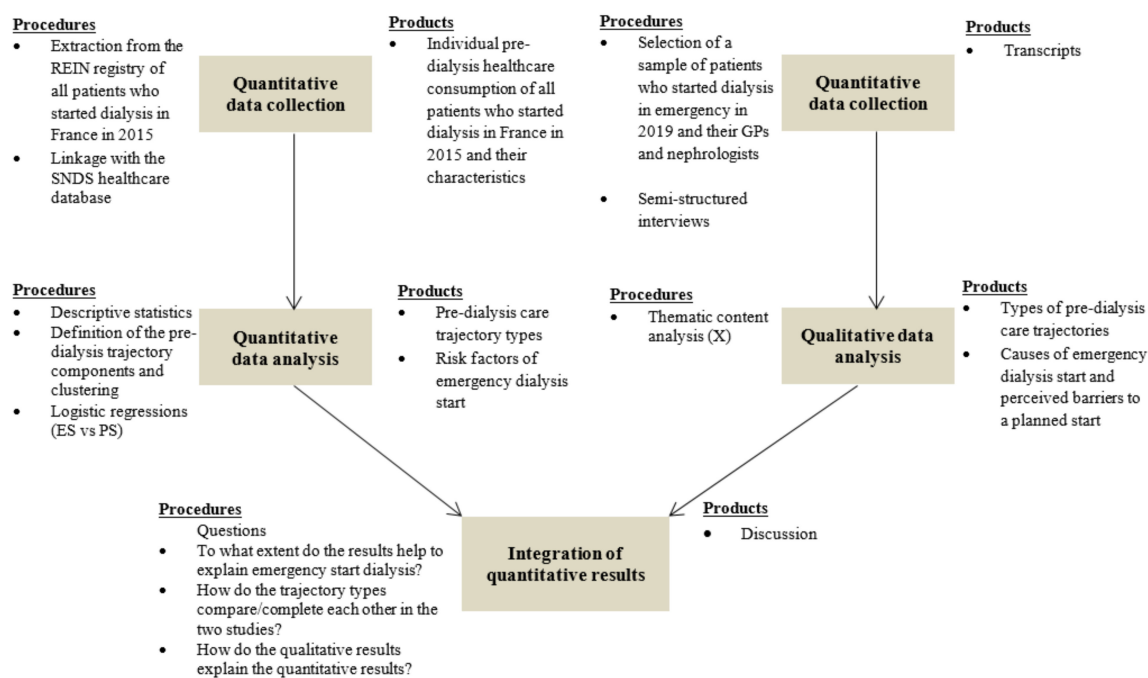 Procedures
• Extraction from the
REIN registry of
all patients who
started dialysis in
France in 2015
• Linkage with the
SNDS healthcare
database
Quantitative
data collection
Products
• Individual pre-
dialysis healthcare
consumption of all
patients who started
dialysis in France in
2015 and their
characteristics
Procedures
• Selection of a
sample of patients
who started dialysis
in emergency in
2019 and their GPs
and nephrologists
• Semi-structured
interviews
Quantitative
data collection
Products
• Transcripts
Procedures
• Descriptive statistics
• Definition of the pre-
dialysis trajectory
components and
clustering
• Logistic regressions
(ES vs PS)
Quantitative
data analysis
Products
• Pre-dialysis care
trajectory types
• Risk factors of
emergency dialysis
start
Procedures
• Thematic content
analysis (X)
Qualitative data
analysis
Products
• Types of pre-dialysis
care trajectories
• Causes of emergency
dialysis start and
perceived barriers to
a planned start
Procedures
Questions
• To what extent do the results help to
explain emergency start dialysis?
• How do the trajectory types
compare/complete each other in the
two studies?
• How do the qualitative results
explain the quantitative results?
Integration of
quantitative results
Products
• Discussion